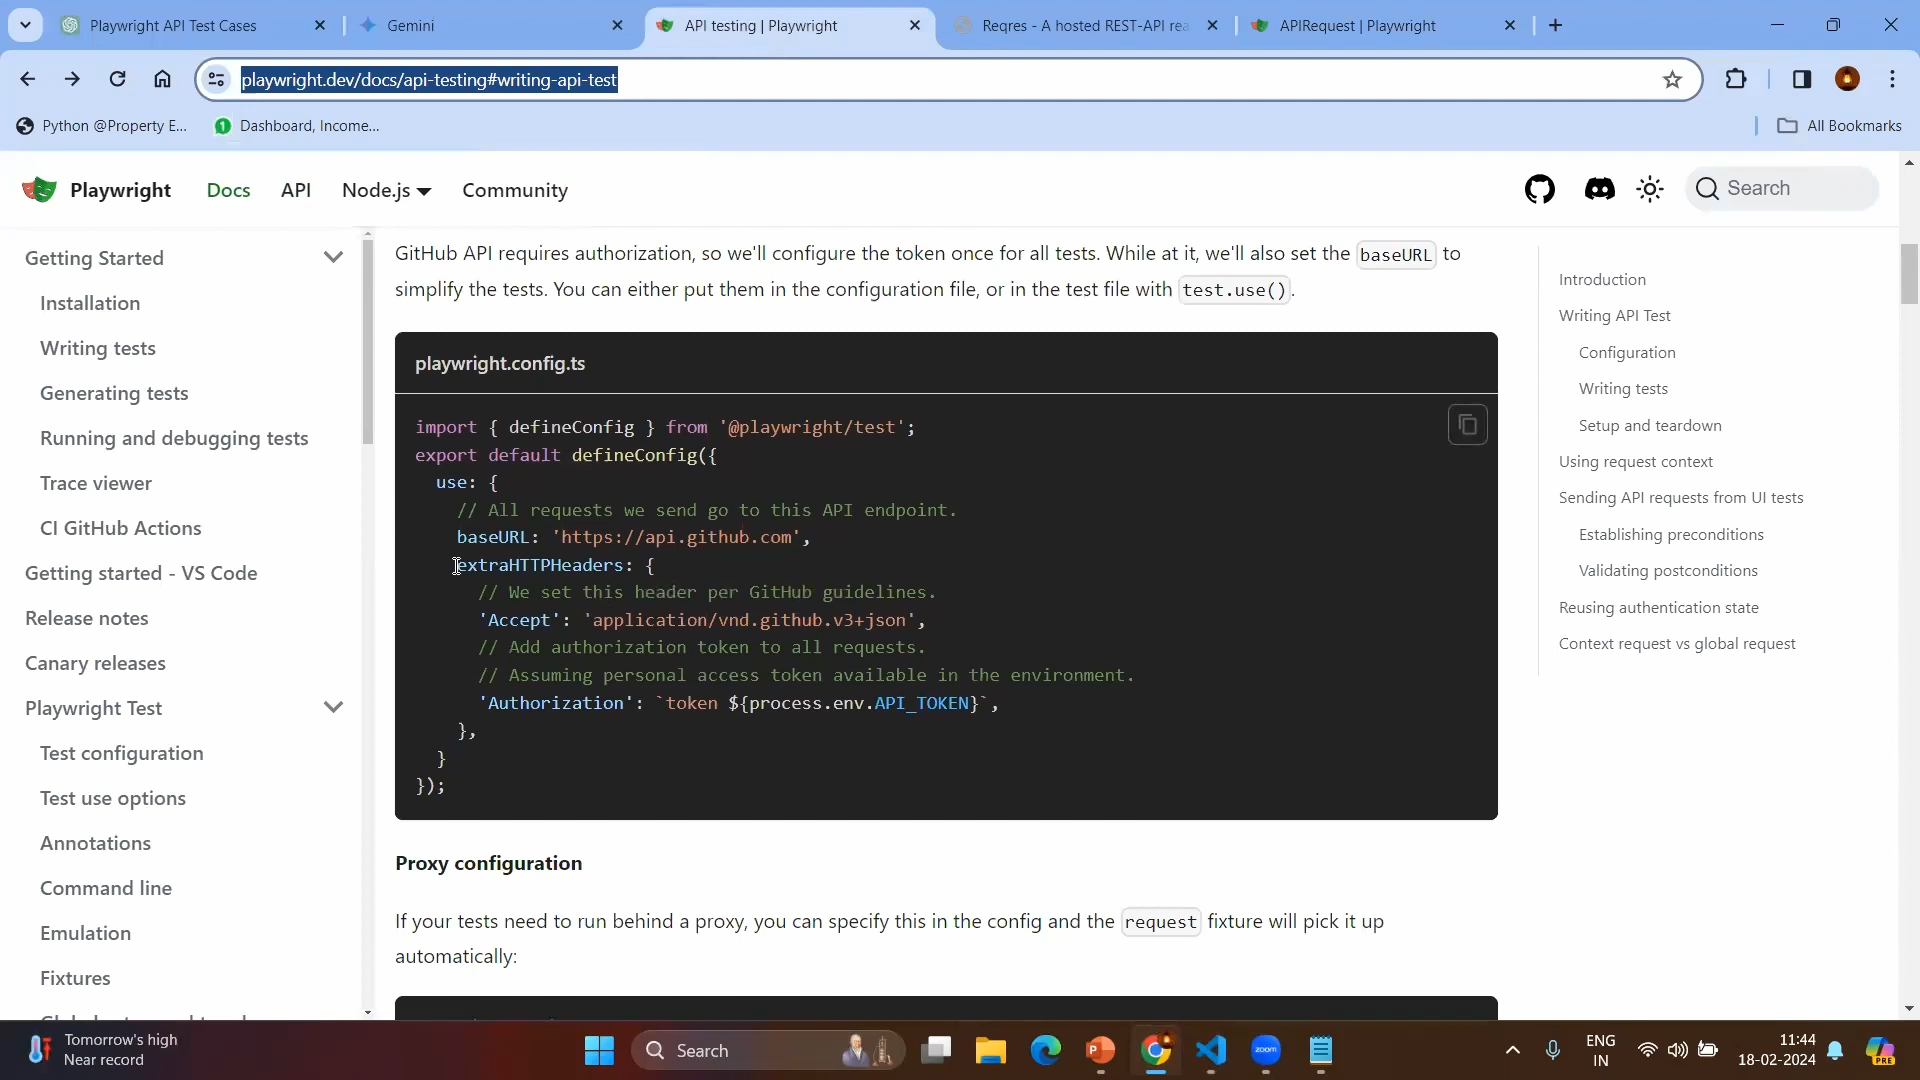 Playwright API Test Cases
Gemini
API testing | Playwright
Reqres - A hosted REST-API rea
APIRequest | Playwright
playwright.dev/docs/api-testing#writing-api-test
Python @Property E...
Dashboard, Income...
All Bookmarks
Playwright
Docs
API
Node.js
Community
Search
Getting Started
Installation
Writing tests
Generating tests
Running and debugging tests
Trace viewer
CI GitHub Actions
Getting started - VS Code
Release notes
Canary releases
Playwright Test
Test configuration
Test use options
Annotations
Command line
Emulation
Fixtures
GitHub API requires authorization, so we'll configure the token once for all tests. While at it, we'll also set the baseURL to
simplify the tests. You can either put them in the configuration file, or in the test file with test.use().
playwright.config.ts
import { defineConfig } from '@playwright/test';
export default defineConfig({
use: {
// All requests we send go to this API endpoint.
baseURL: 'https://api.github.com',
extraHTTPHeaders: {
// We set this header per GitHub guidelines.
'Accept': 'application/vnd.github.v3+json',
// Add authorization token to all requests.
// Assuming personal access token available in the environment.
'Authorization': `token ${process.env.API_TOKEN}`,
},
}
});
Proxy configuration
If your tests need to run behind a proxy, you can specify this in the config and the request fixture will pick it up
automatically:
Introduction
Writing API Test
Configuration
Writing tests
Setup and teardown
Using request context
Sending API requests from UI tests
Establishing preconditions
Validating postconditions
Reusing authentication state
Context request vs global request
Tomorrow's high
Near record
Search
zoom
PRE
ENG
IN
11:44
18-02-2024